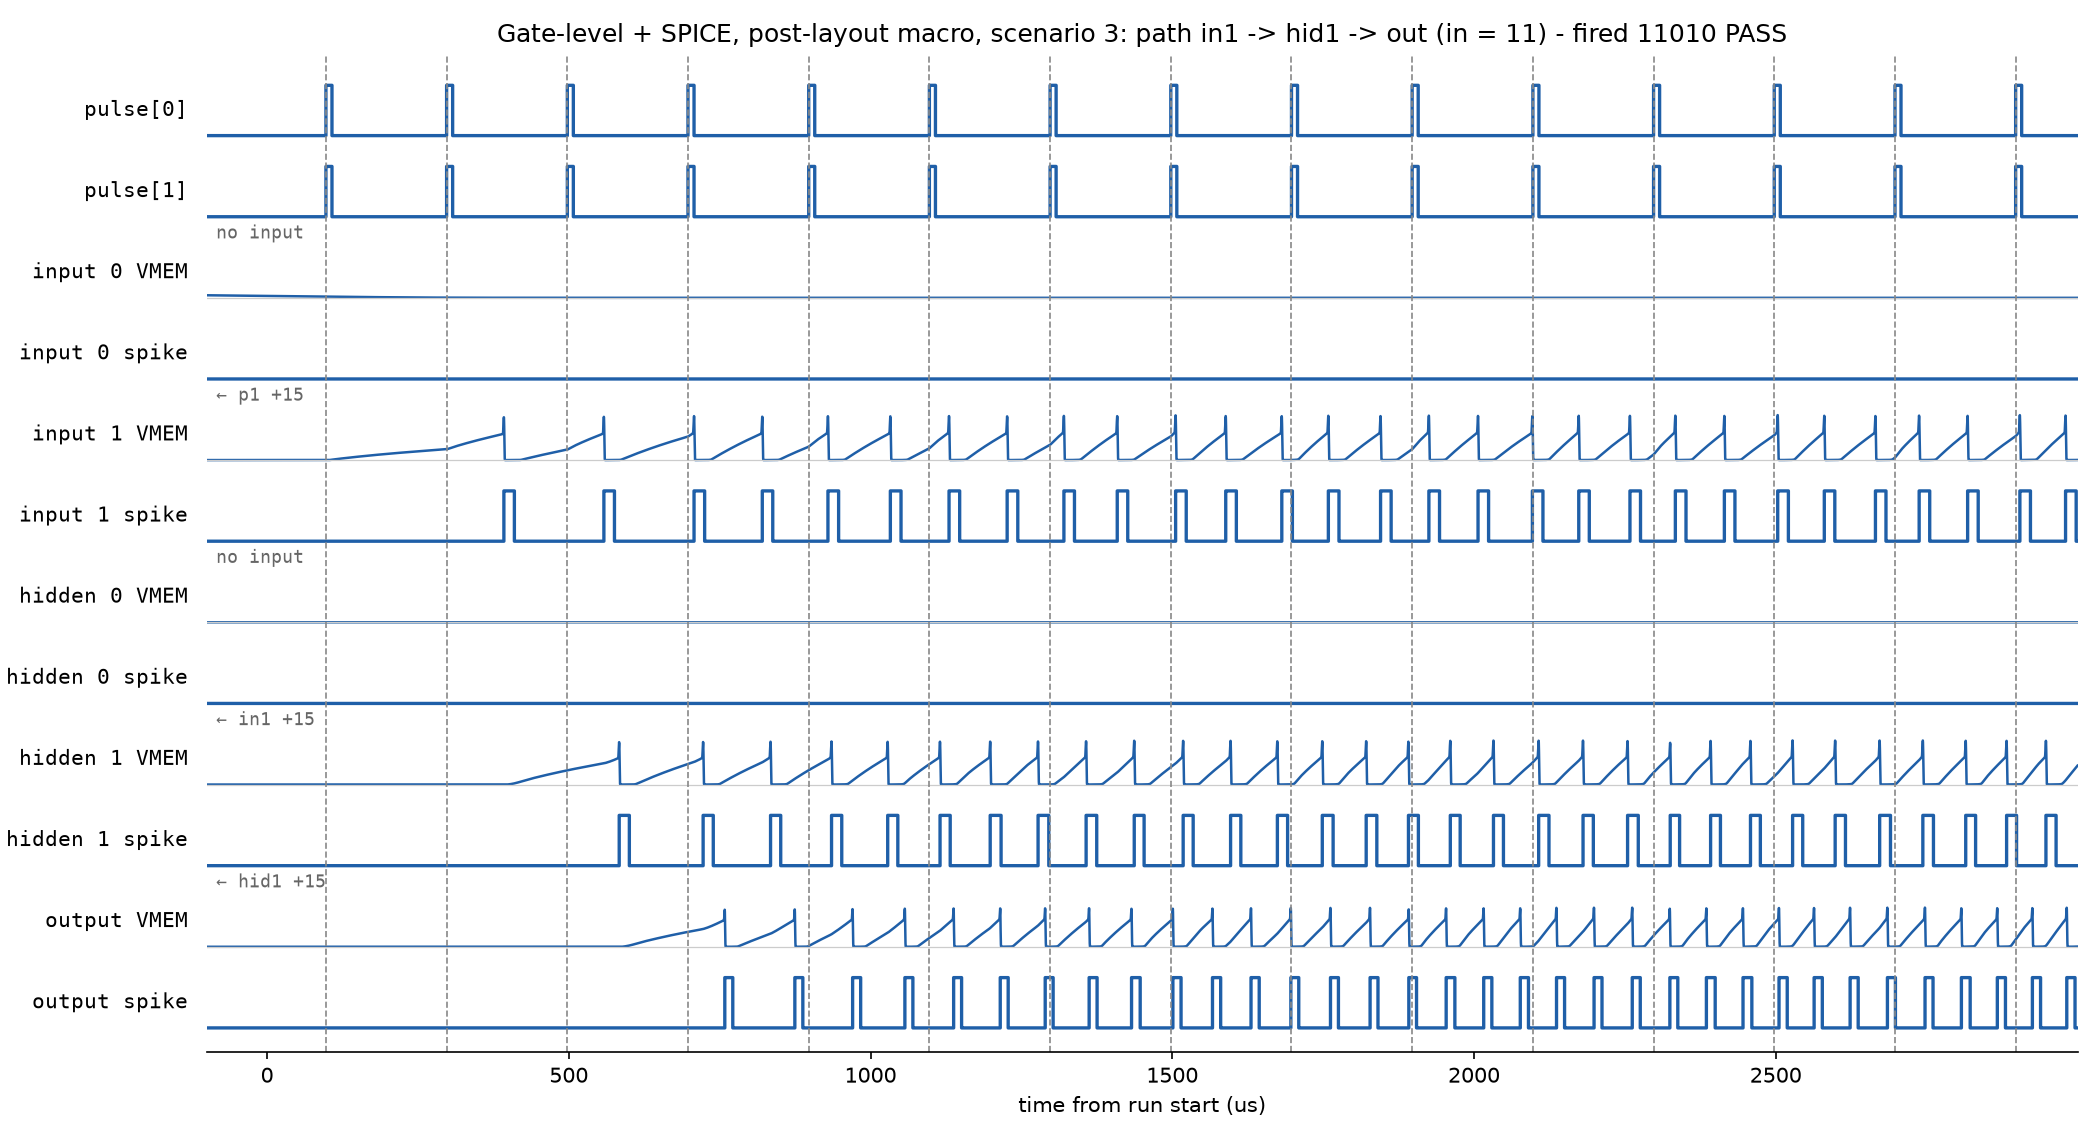 Gate-level + SPICE, post-layout macro, scenario 3: path in1 -> hid1 -> out (in = 11) - fired 11010 PASS
pulse[0]
pulse[1]
no input
input 0 VMEM
input 0 spike
← p1 +15
input 1 VMEM
input 1 spike
no input
hidden 0 VMEM
hidden 0 spike
← in1 +15
hidden 1 VMEM
hidden 1 spike
← hid1 +15
output VMEM
output spike
0 500 1000 1500 2000 2500
time from run start (us)